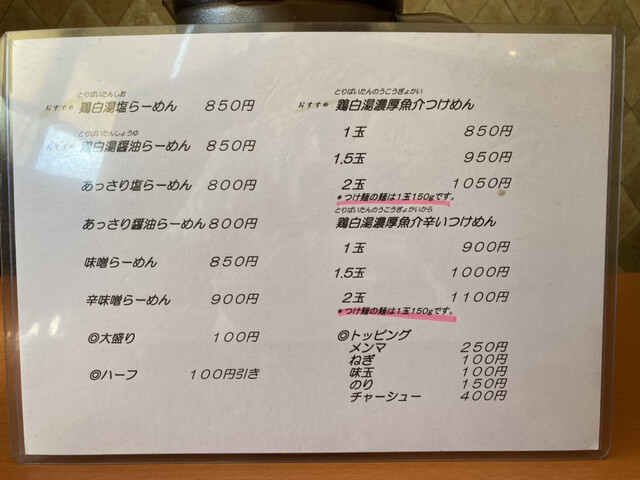 とりぱいたんしお
おすすめ 鶏白湯塩らーめん 850円
とりぱいたんしょうゆ
おすすめ 鶏白湯醤油らーめん 850円
あっさり塩らーめん 800円
あっさり醤油らーめん 800円
味噌らーめん 850円
辛味噌らーめん 900円
◎大盛り 100円
◎ハーフ 100円引き
とりぱいたんのうこうぎょかい
おすすめ 鶏白湯濃厚魚介つけめん
1玉 850円
1.5玉 950円
2玉 1050円
*つけ麺の麺は1玉150gです。
とりぱいたんのうこうぎょかいから
鶏白湯濃厚魚介辛いつけめん
1玉 900円
1.5玉 1000円
2玉 1100円
*つけ麺の麺は1玉150gです。
◎トッピング
メンマ 250円
ねぎ 100円
味玉 100円
のり 150円
チャーシュー 400円